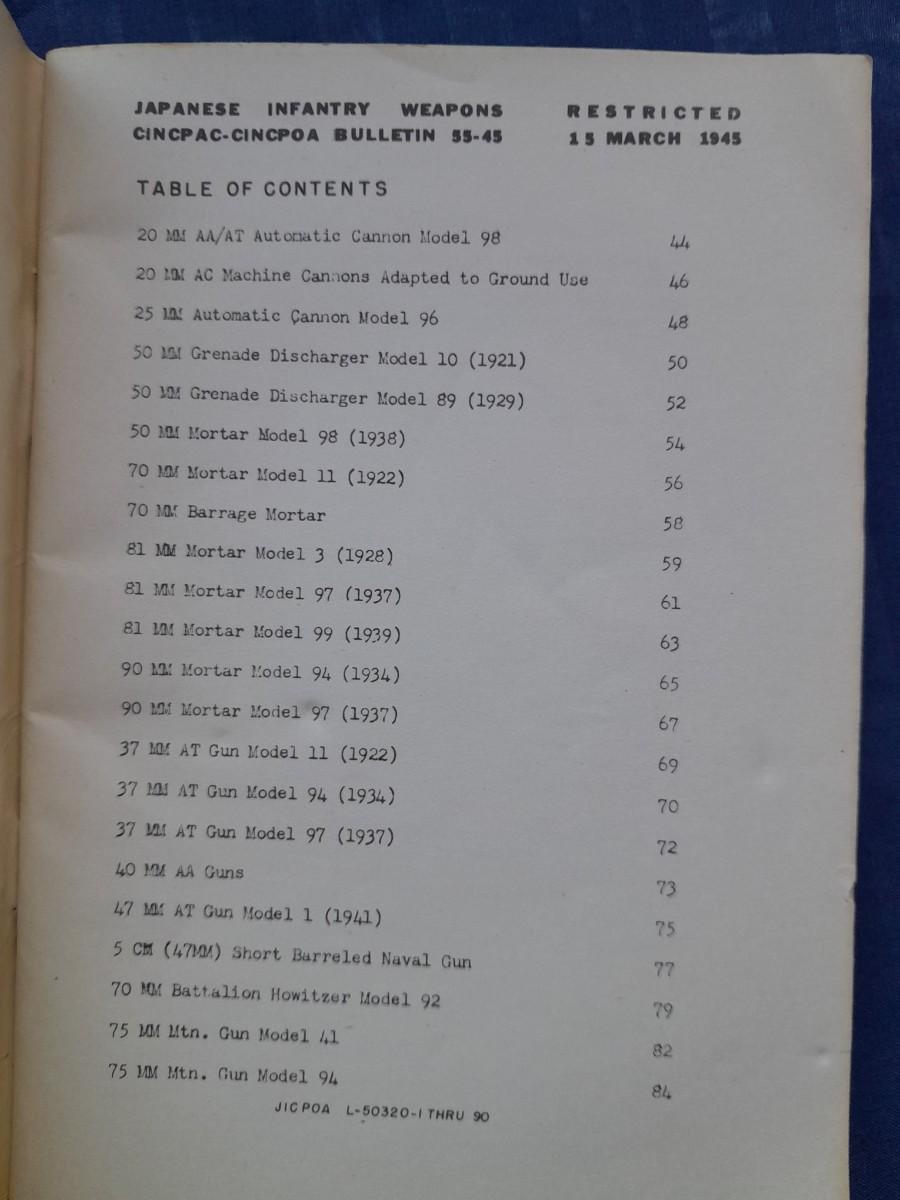 JAPANESE INFANTRY WEAPONS RESTRICTED
CINCPAC-CINCPOA BULLETIN 55-45 15 MARCH 1945
TABLE OF CONTENTS
20 MM AA/AT Automatic Cannon Model 98 44
20 MM AC Machine Cannons Adapted to Ground Use 46
25 MM Automatic Cannon Model 96 48
50 MM Grenade Discharger Model 10 (1921) 50
50 MM Grenade Discharger Model 89 (1929) 52
50 MM Mortar Model 98 (1938) 54
70 MM Mortar Model 11 (1922) 56
70 MM Barrage Mortar 58
81 MM Mortar Model 3 (1928) 59
81 MM Mortar Model 97 (1937) 61
81 MM Mortar Model 99 (1939) 63
90 MM Mortar Model 94 (1934) 65
90 MM Mortar Model 97 (1937) 67
37 MM AT Gun Model 11 (1922) 69
37 MM AT Gun Model 94 (1934) 70
37 MM AT Gun Model 97 (1937) 72
40 MM AA Guns 73
47 MM AT Gun Model 1 (1941) 75
5 CM (47MM) Short Barreled Naval Gun 77
70 MM Battalion Howitzer Model 92 79
75 MM Mtn. Gun Model 41 82
75 MM Mtn. Gun Model 94 84
JICPOA L-50320-1 THRU 90